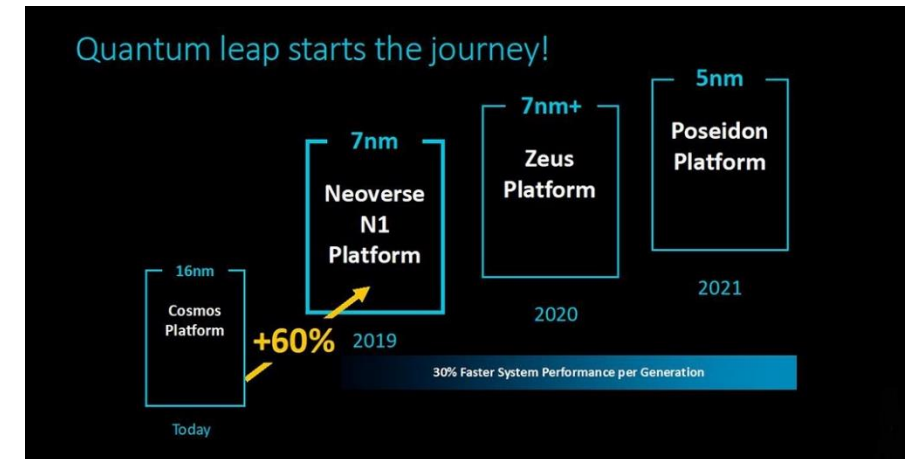 Quantum leap starts the journey!
16nm
Cosmos
Platform
Today
+60%
7nm
Neoverse
N1
Platform
2019
7nm+
Zeus
Platform
2020
5nm
Poseidon
Platform
2021
30% Faster System Performance per Generation